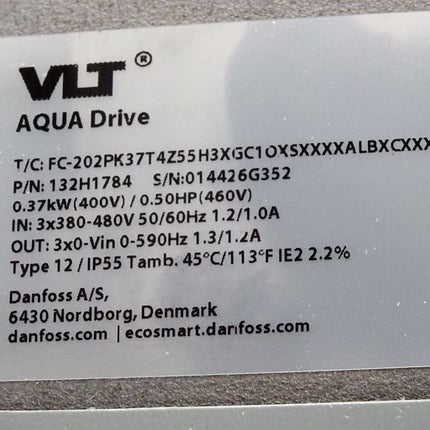 VLT®
AQUA Drive
T/C: FC-202PK37T4Z55H3XGC1OXSXXXXALBXCXXX
P/N: 132H1784 S/N:014426G352
0.37kW(400V) / 0.50HP(460V)
IN: 3x380-480V 50/60Hz 1.2/1.0A
OUT: 3x0-Vin 0-590Hz 1.3/1.2A
Type 12 / IP55 Tamb. 45°C/113°F IE2 2.2%
Danfoss A/S,
6430 Nordborg, Denmark
danfoss.com | ecosmart.danfoss.com